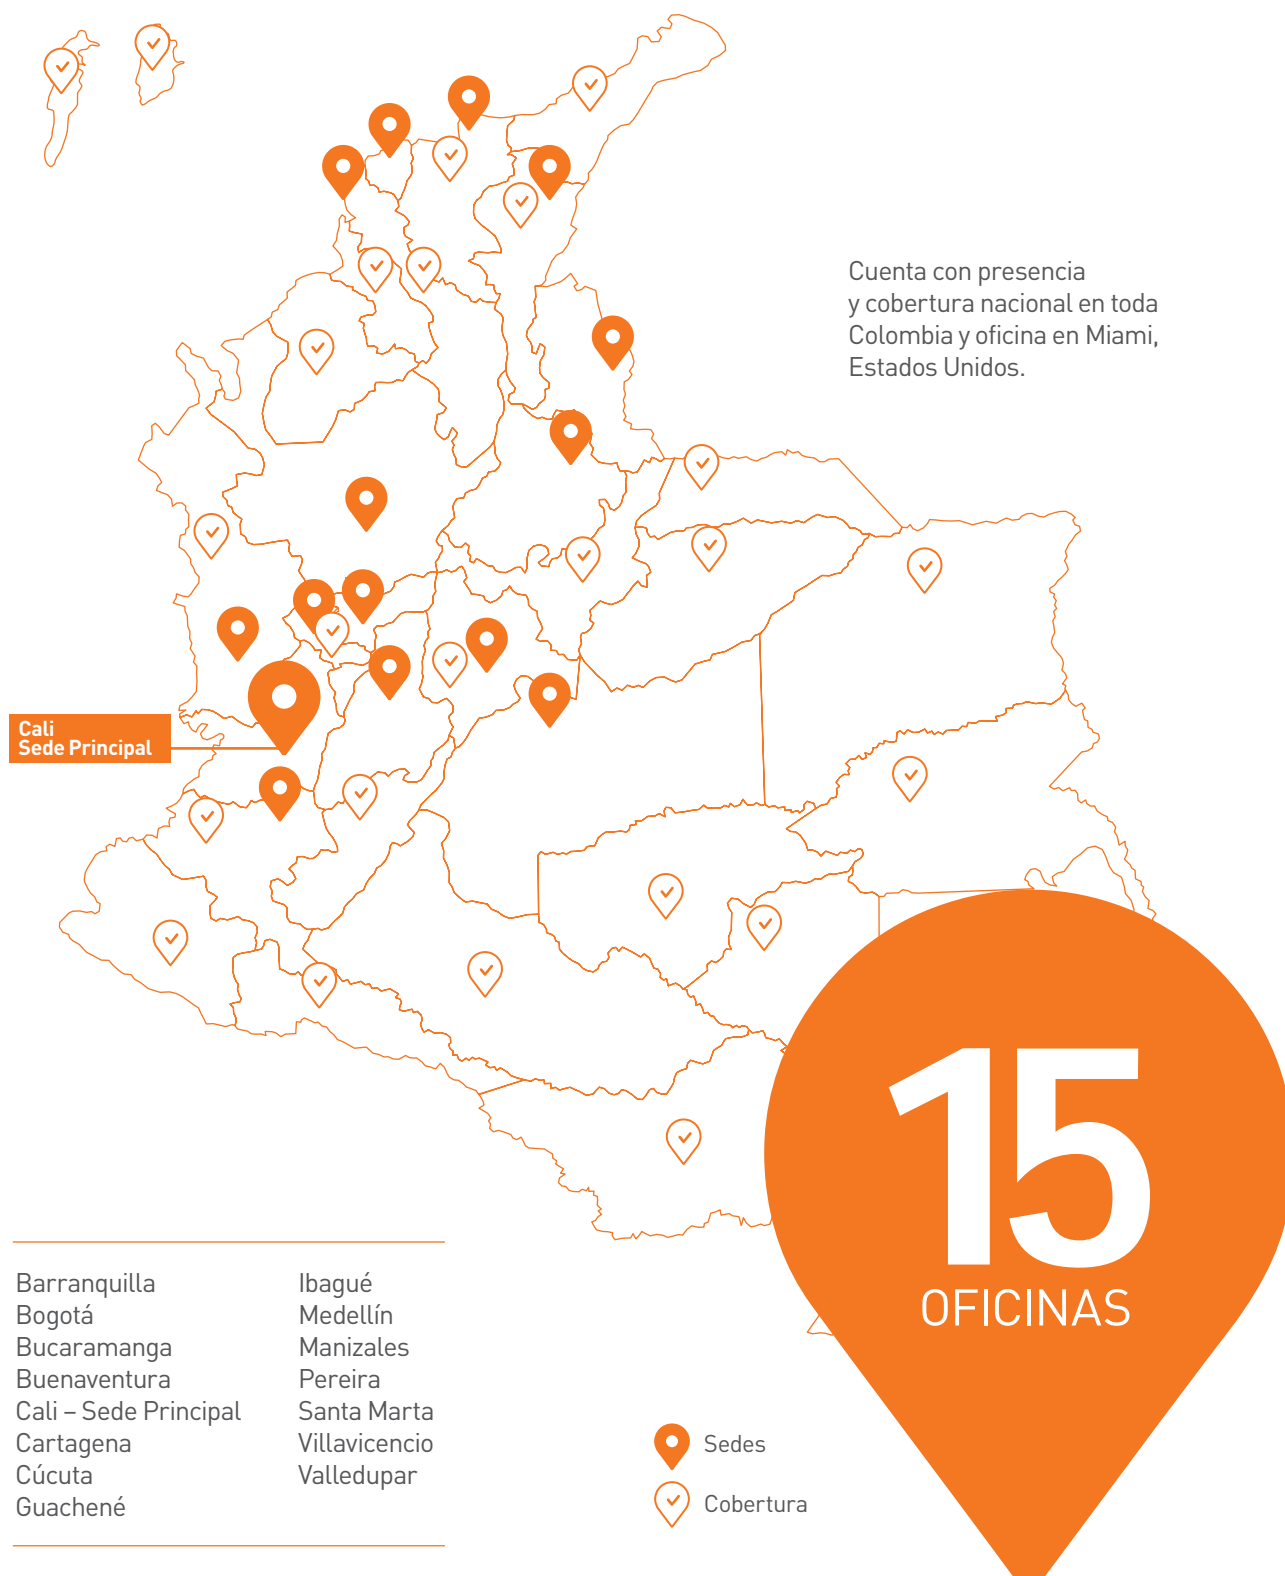 Cuenta con presencia
y cobertura nacional en toda
Colombia y oficina en Miami,
Estados Unidos.
Cali
Sede Principal
15
OFICINAS
Barranquilla
Bogotá
Bucaramanga
Buenaventura
Cali – Sede Principal
Cartagena
Cúcuta
Guachené
Ibagué
Medellín
Manizales
Pereira
Santa Marta
Villavicencio
Valledupar
Sedes
Cobertura